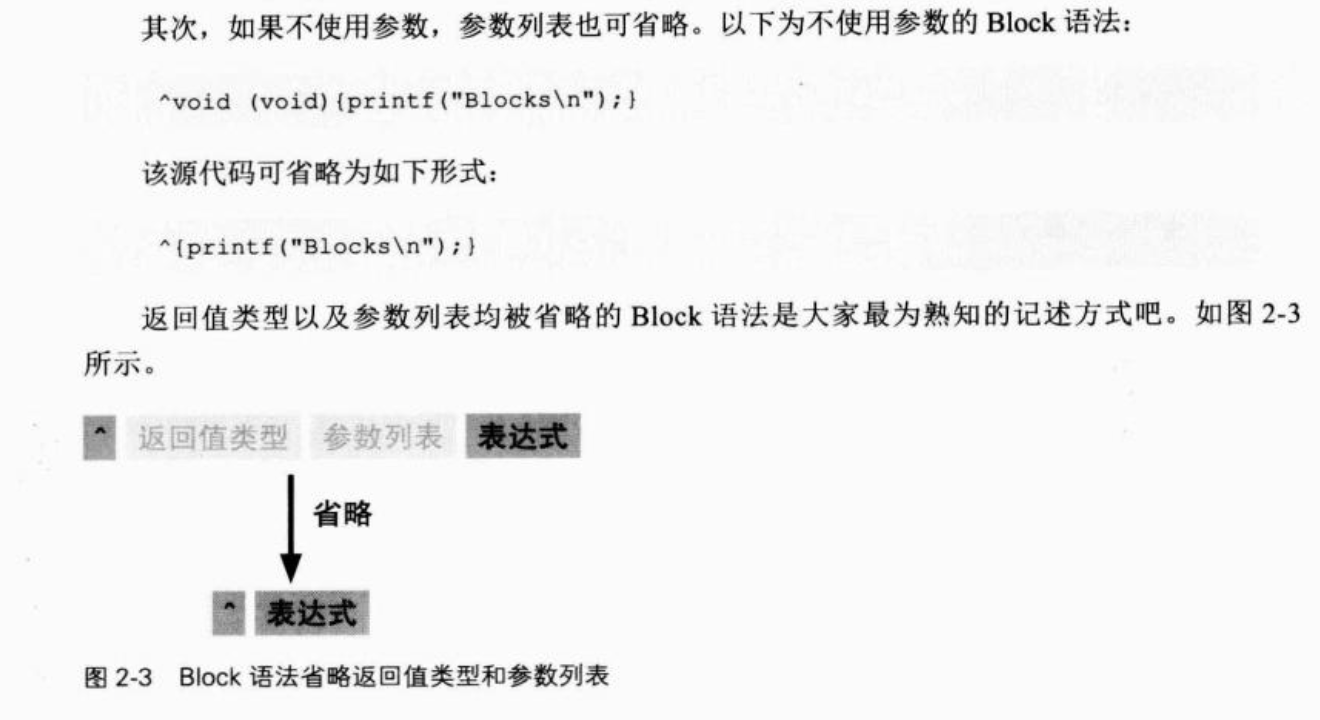 其次，如果不使用参数，参数列表也可省略。以下为不使用参数的 Block 语法：
^void (void){printf("Blocks\n");}
该源代码可省略为如下形式：
^{printf("Blocks\n");}
返回值类型以及参数列表均被省略的 Block 语法是大家最为熟知的记述方式吧。如图 2-3
所示。
^ 返回值类型 参数列表 表达式
省略
^ 表达式
图 2-3 Block 语法省略返回值类型和参数列表